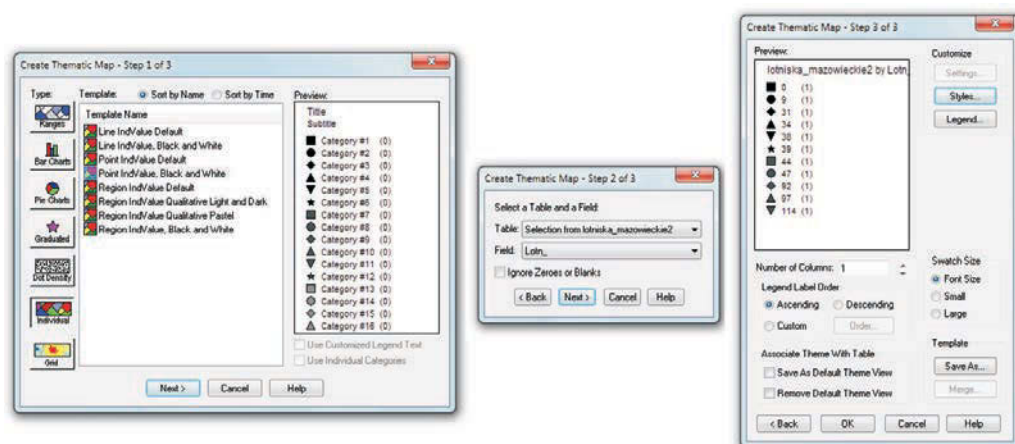 Create Thematic Map - Step 1 of 3
Type:
Template:
Sort by Name
Sort by Time
Ranges
Bar Charts
Pie Charts
Graduated
Dot Density
Individual
Grid
Template Name
Line IndValue Default
Line IndValue, Black and White
Point IndValue Default
Point IndValue, Black and White
Region IndValue Default
Region IndValue Qualitative Light and Dark
Region IndValue Qualitative Pastel
Region IndValue, Black and White
Preview:
Title
Subtitle
Category #1 (0)
Category #2 (0)
Category #3 (0)
Category #4 (0)
Category #5 (0)
Category #6 (0)
Category #7 (0)
Category #8 (0)
Category #9 (0)
Category #10 (0)
Category #11 (0)
Category #12 (0)
Category #13 (0)
Category #14 (0)
Category #15 (0)
Category #16 (0)
Use Customized Legend Text
Use Individual Categories
Next >
Cancel
Help
Create Thematic Map - Step 2 of 3
Select a Table and a Field:
Table: Selection from lotniska_mazowieckie2
Field: Lotn_
Ignore Zeroes or Blanks
< Back
Next >
Cancel
Help
Create Thematic Map - Step 3 of 3
Preview:
lotniska_mazowieckie2 by Lotn_
0 (1)
9 (1)
31 (1)
34 (1)
38 (1)
39 (1)
44 (1)
47 (1)
92 (1)
97 (1)
114 (1)
Customize
Settings...
Styles...
Legend...
Number of Columns: 1
Legend Label Order:
Ascending
Descending
Custom
Order...
Associate Theme With Table
Save As Default Theme View
Remove Default Theme View
Swatch Size
Font Size
Small
Large
Template
Save As...
Merge...
< Back
OK
Cancel
Help